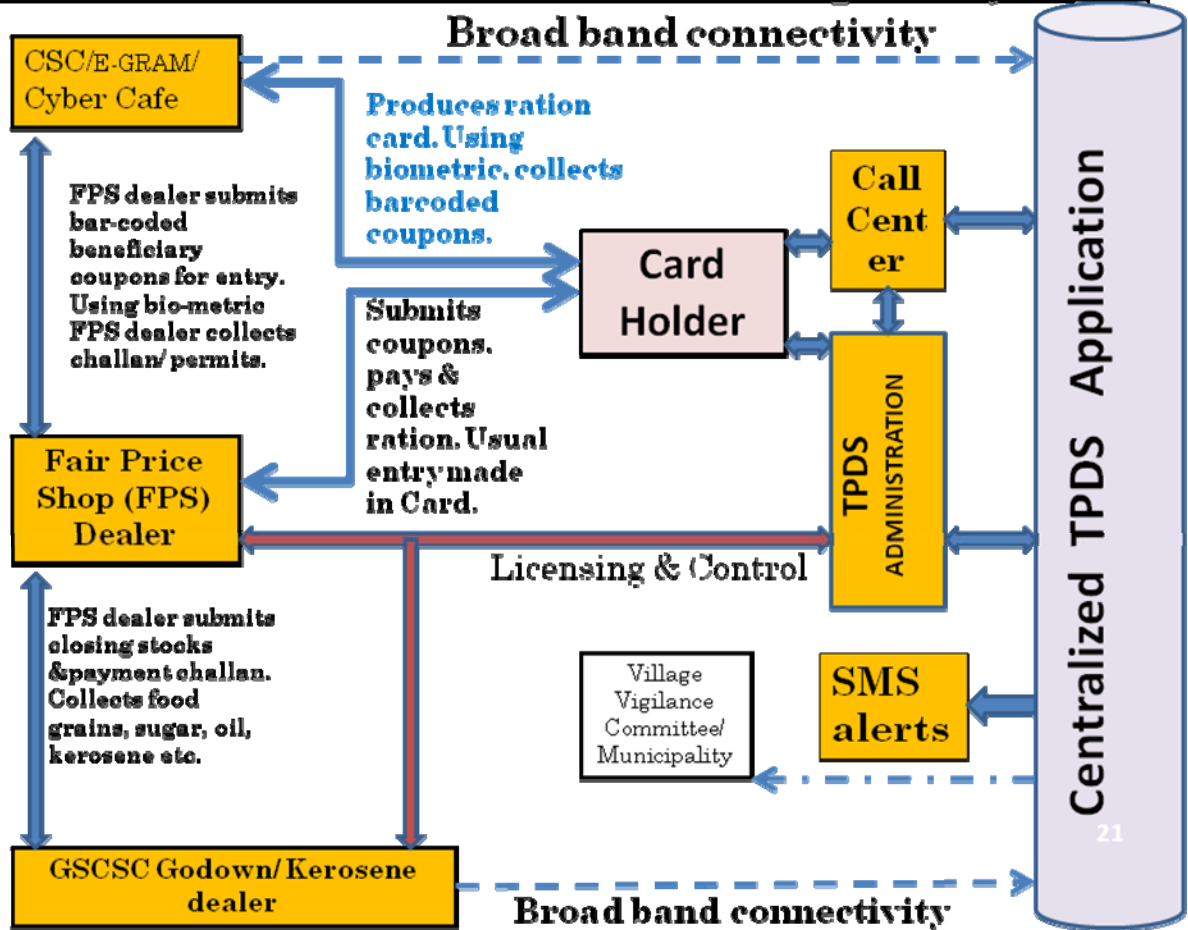 Broad band connectivity
CSC/E-GRAM/
Cyber Cafe
Produces ration
card. Using
biometric, collects
barcoded
coupons.
FPS dealer submits
bar-coded
beneficiary
coupons for entry.
Using bio-metric
FPS dealer collects
challan/ permits.
Call
Cent
er
Card
Holder
Submits
coupons,
pays &
collects
ration. Usual
entry made
in Card.
TPDS
ADMINISTRATION
Centralized TPDS Application
Fair Price
Shop (FPS)
Dealer
Licensing & Control
FPS dealer submits
closing stocks
&payment challan.
Collects food
grains, sugar, oil,
kerosene etc.
Village
Vigilance
Committee/
Municipality
SMS
alerts
21
GSCSC Godown/ Kerosene
dealer
Broad band connectivity